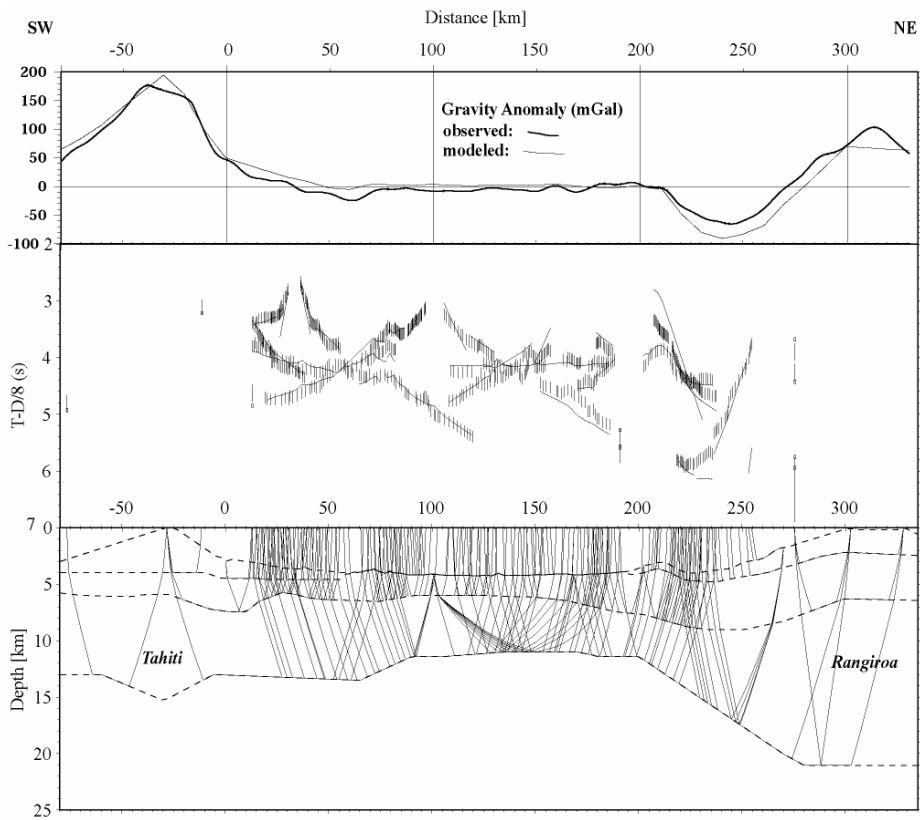 Distance [km]
SW NE
-50 0 50 100 150 200 250 300
200
150
100
50
0
-50
-100
Gravity Anomaly (mGal)
observed:
modeled:
2
3
4
5
6
7
T-D/8 (s)
-50 0 50 100 150 200 250 300
0
5
10
15
20
25
Depth [km]
Tahiti
Rangiroa